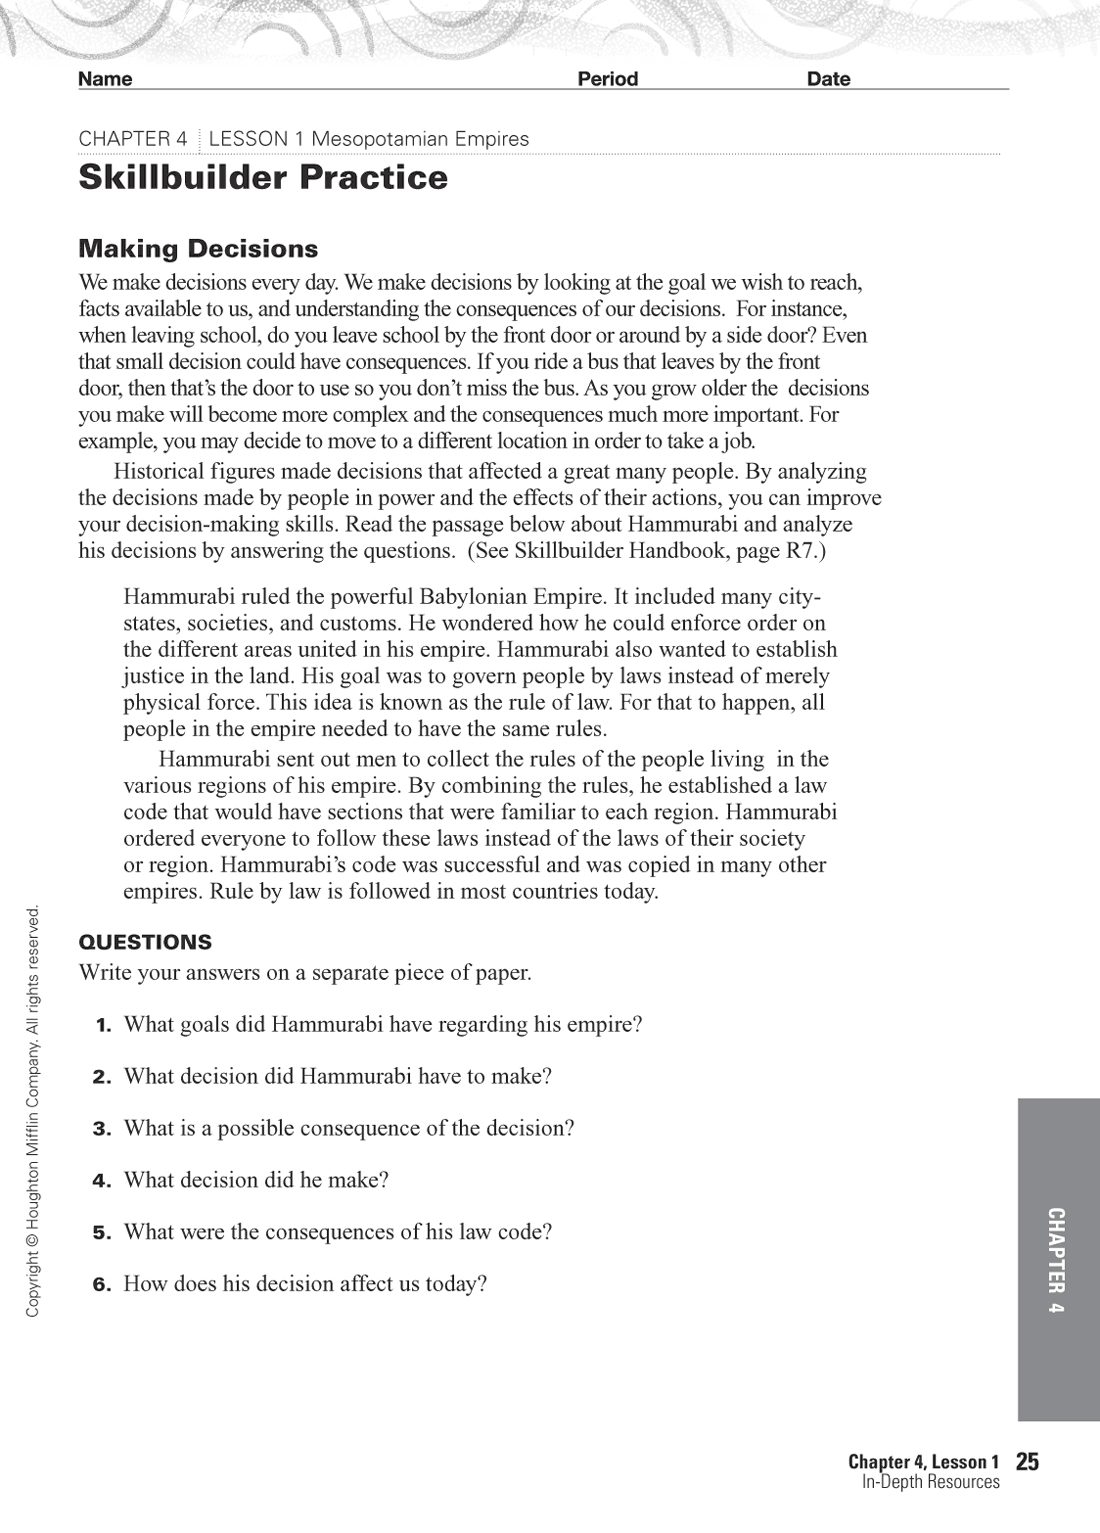 Name Period Date
CHAPTER 4 LESSON 1 Mesopotamian Empires
Skillbuilder Practice
Making Decisions
We make decisions every day. We make decisions by looking at the goal we wish to reach,
facts available to us, and understanding the consequences of our decisions. For instance,
when leaving school, do you leave school by the front door or around by a side door? Even
that small decision could have consequences. If you ride a bus that leaves by the front
door, then that's the door to use so you don't miss the bus. As you grow older the decisions
you make will become more complex and the consequences much more important. For
example, you may decide to move to a different location in order to take a job.
Historical figures made decisions that affected a great many people. By analyzing
the decisions made by people in power and the effects of their actions, you can improve
your decision-making skills. Read the passage below about Hammurabi and analyze
his decisions by answering the questions. (See Skillbuilder Handbook, page R7.)
Hammurabi ruled the powerful Babylonian Empire. It included many city-
states, societies, and customs. He wondered how he could enforce order on
the different areas united in his empire. Hammurabi also wanted to establish
justice in the land. His goal was to govern people by laws instead of merely
physical force. This idea is known as the rule of law. For that to happen, all
people in the empire needed to have the same rules.
Hammurabi sent out men to collect the rules of the people living in the
various regions of his empire. By combining the rules, he established a law
code that would have sections that were familiar to each region. Hammurabi
ordered everyone to follow these laws instead of the laws of their society
or region. Hammurabi's code was successful and was copied in many other
empires. Rule by law is followed in most countries today.
QUESTIONS
Write your answers on a separate piece of paper.
1. What goals did Hammurabi have regarding his empire?
2. What decision did Hammurabi have to make?
3. What is a possible consequence of the decision?
4. What decision did he make?
5. What were the consequences of his law code?
6. How does his decision affect us today?
Copyright © Houghton Mifflin Company. All rights reserved.
CHAPTER 4
Chapter 4, Lesson 1 25
In-Depth Resources